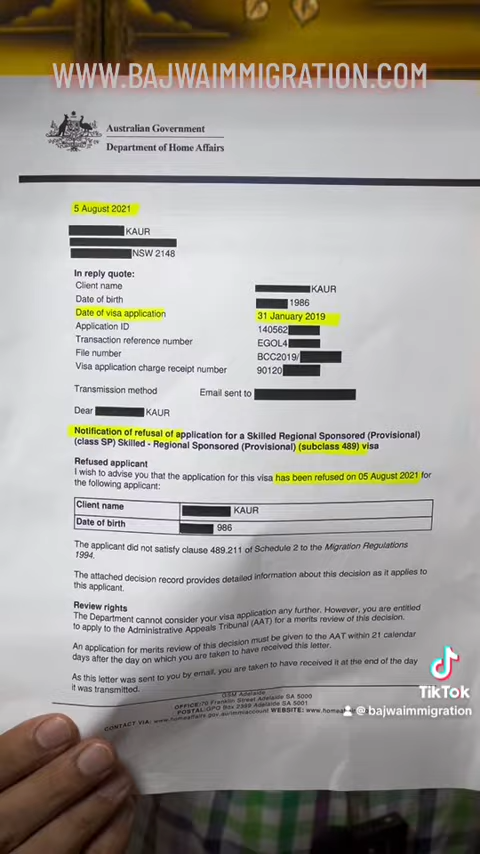 WWW.BAJWAIMMIGRATION.COM
Australian Government
Department of Home Affairs
5 August 2021
KAUR
NSW 2148
In reply quote:
Client name KAUR
Date of birth 1986
Date of visa application 31 January 2019
Application ID 140562
Transaction reference number EGOL4
File number BCC2019/
Visa application charge receipt number 90120
Transmission method Email sent to
Dear KAUR
Notification of refusal of application for a Skilled Regional Sponsored (Provisional)
(class SP) Skilled - Regional Sponsored (Provisional) (subclass 489) visa
Refused applicant
I wish to advise you that the application for this visa has been refused on 05 August 2021 for
the following applicant:
Client name KAUR
Date of birth 986
The applicant did not satisfy clause 489.211 of Schedule 2 to the Migration Regulations
1994.
The attached decision record provides detailed information about this decision as it applies to
this applicant.
Review rights
The Department cannot consider your visa application any further. However, you are entitled
to apply to the Administrative Appeals Tribunal (AAT) for a merits review of this decision.
An application for merits review of this decision must be given to the AAT within 21 calendar
days after the day on which you are taken to have received this letter.
As this letter was sent to you by email, you are taken to have received it at the end of the day
it was transmitted.
GSM Adelaide
OFFICE:70 Franklin Street Adelaide SA 5000
POSTAL:GPO Box 2399 Adelaide SA 5001
CONTACT VIA: www.homeaffairs.gov.au/immiaccount WEBSITE: www.homea
TikTok
@bajwaimmigration